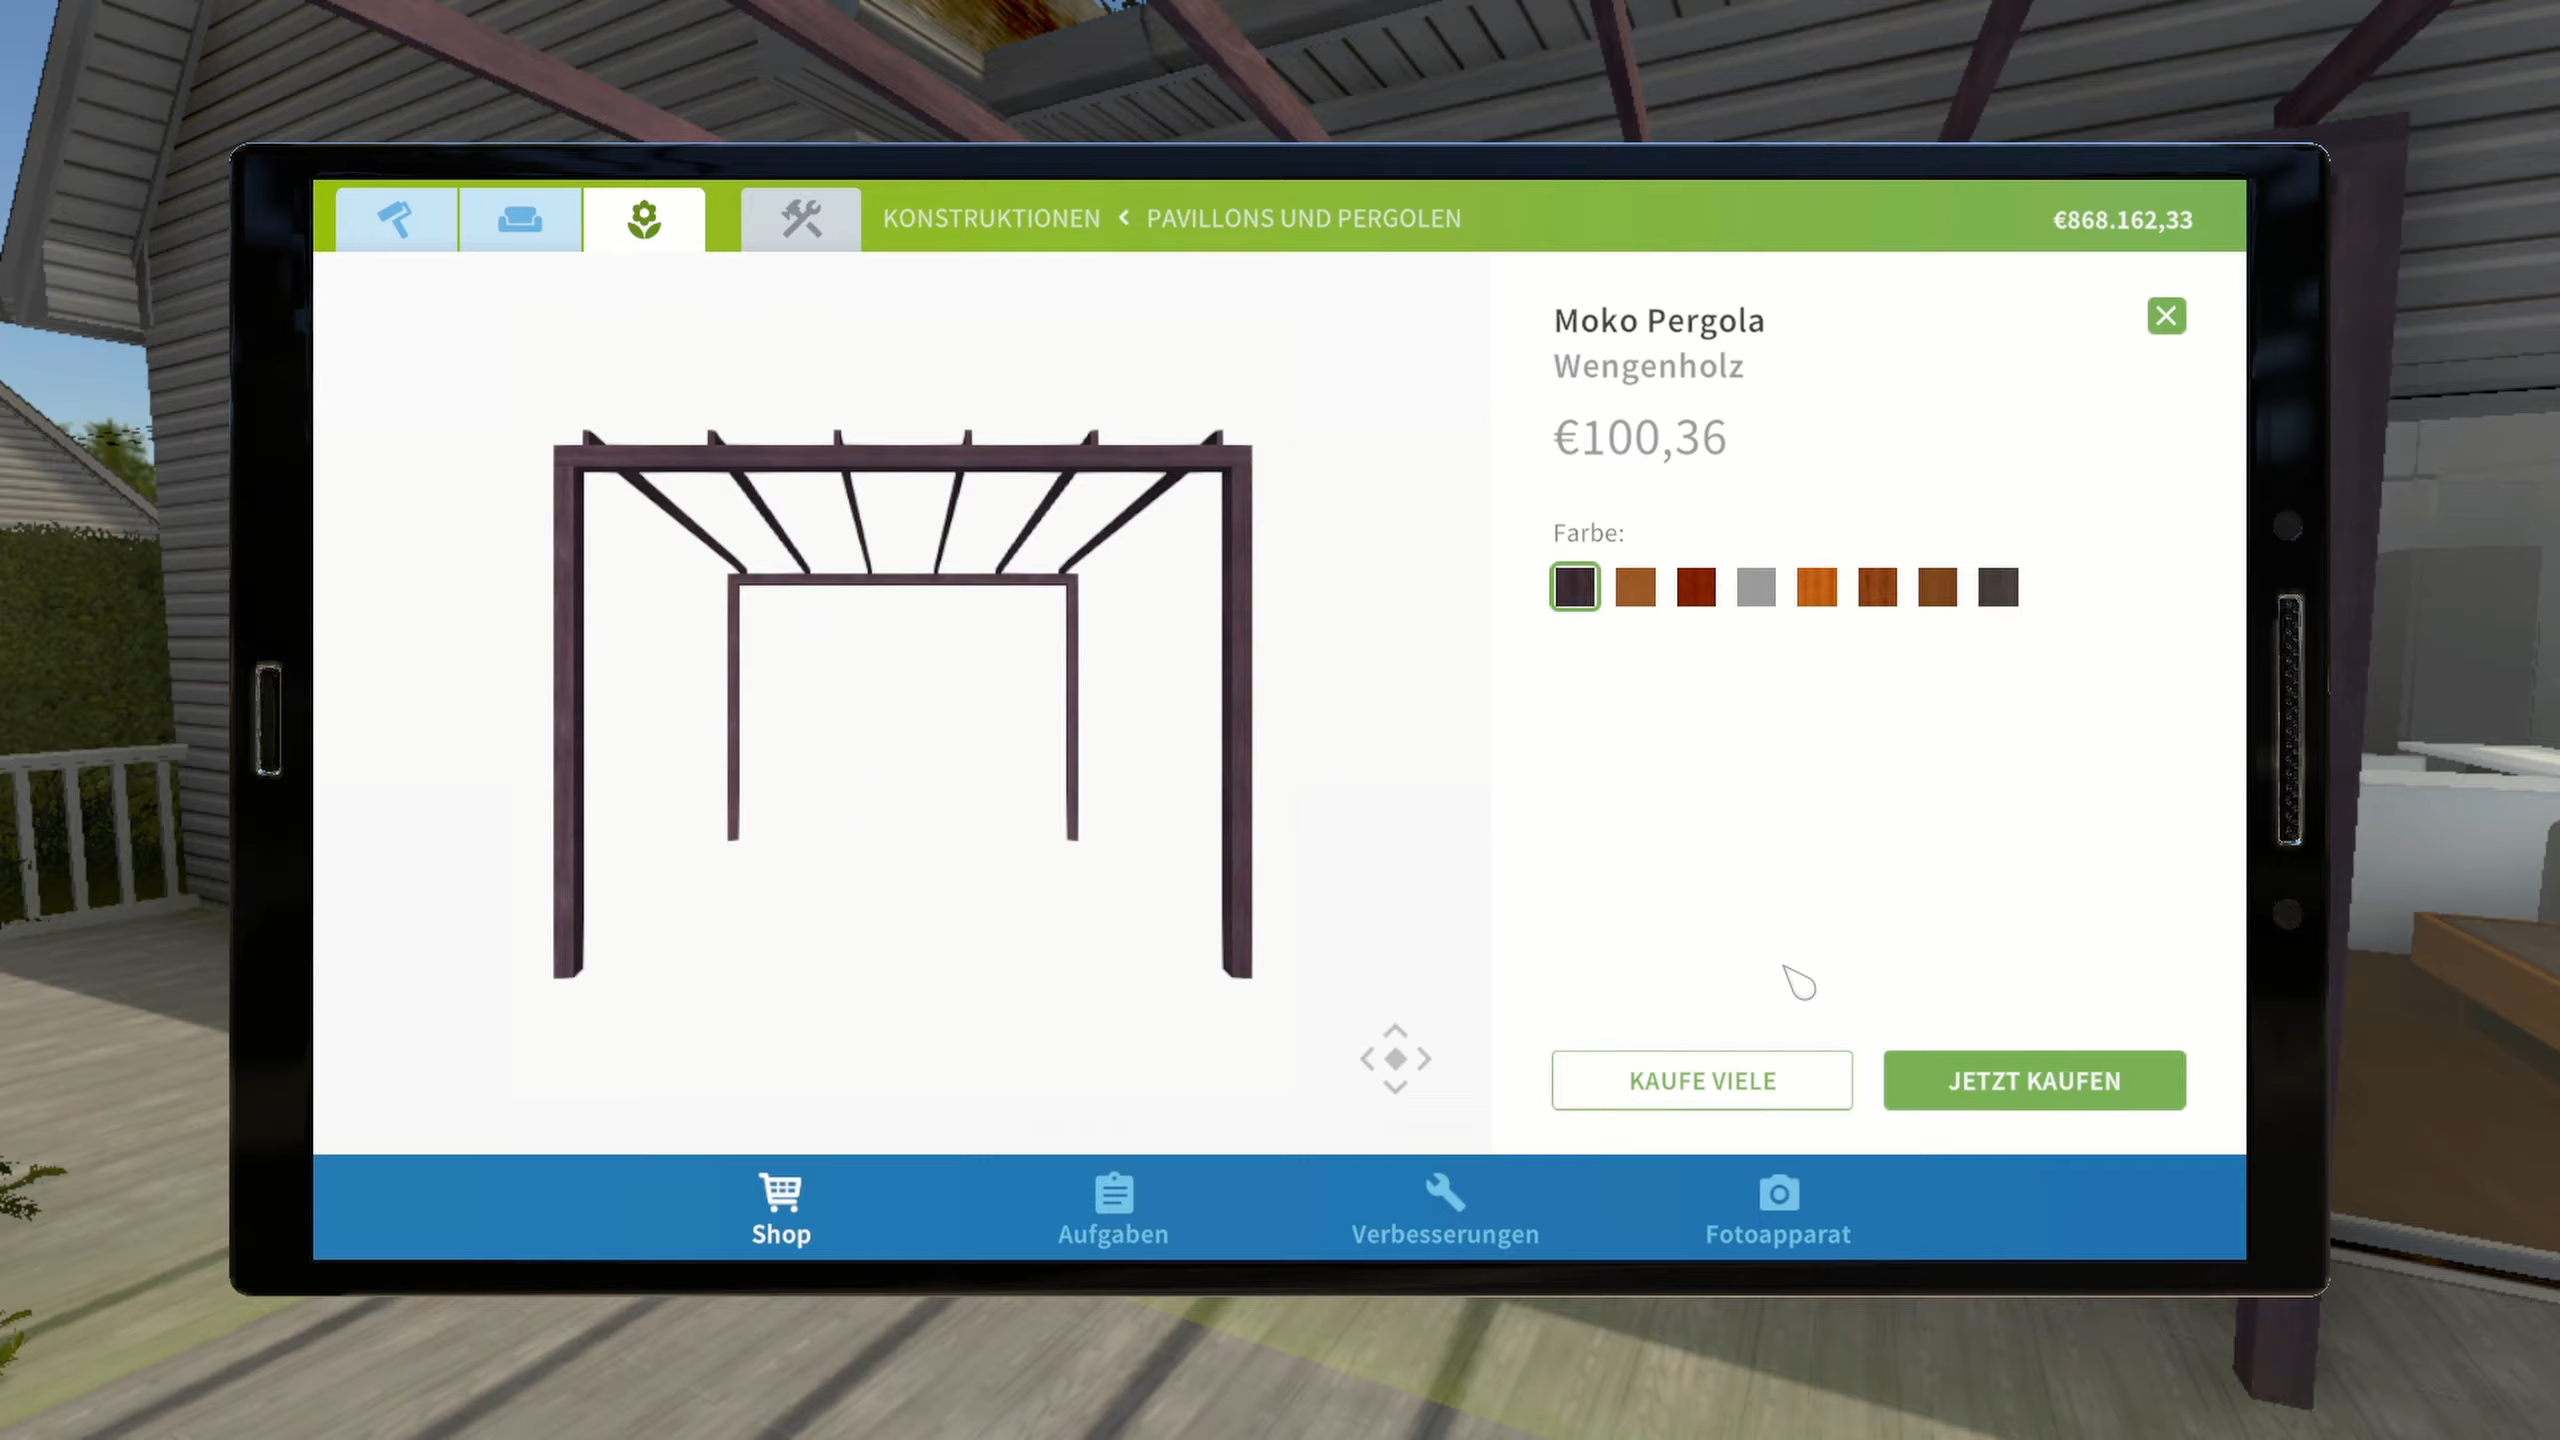 KONSTRUKTIONEN < PAVILLONS UND PERGOLEN
€868.162,33
Moko Pergola
Wengenholz
€100,36
Farbe:
KAUFE VIELE
JETZT KAUFEN
Shop
Aufgaben
Verbesserungen
Fotoapparat